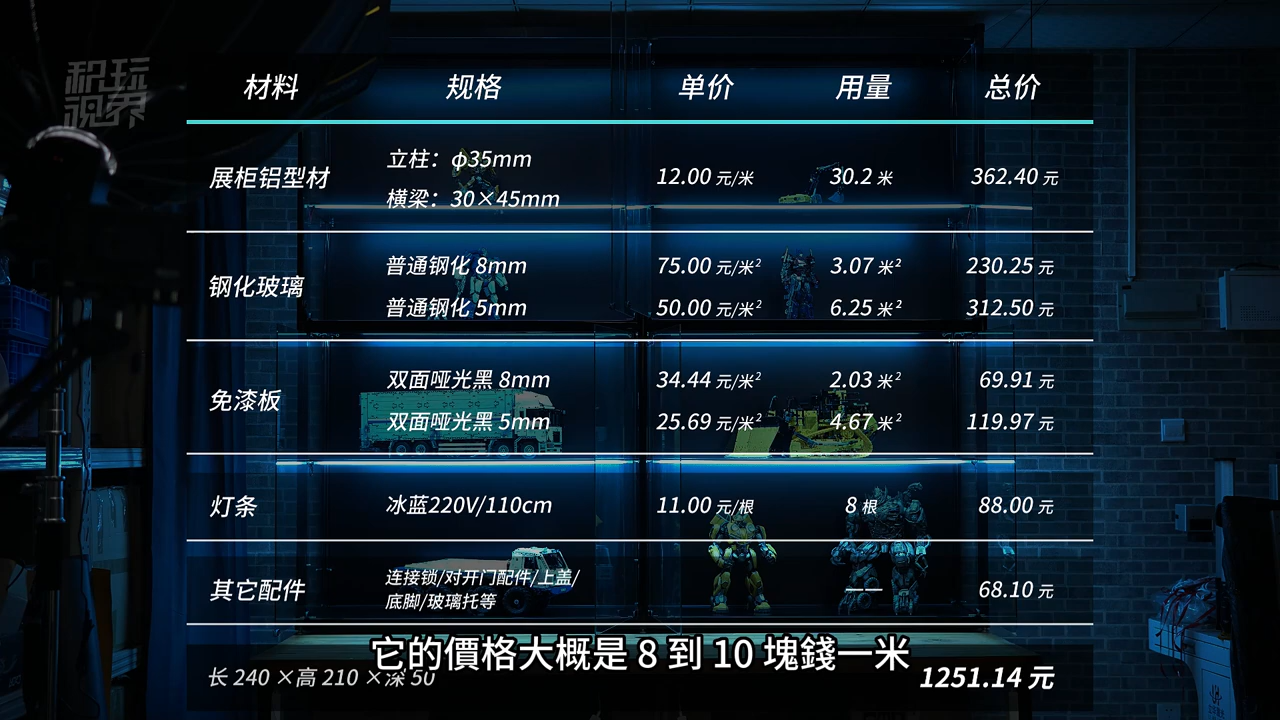 积玩
视界
材料 规格 单价 用量 总价
展柜铝型材 立柱：φ35mm 12.00 元/米 30.2 米 362.40 元
横梁：30×45mm
钢化玻璃 普通钢化 8mm 75.00 元/米² 3.07 米² 230.25 元
普通钢化 5mm 50.00 元/米² 6.25 米² 312.50 元
免漆板 双面哑光黑 8mm 34.44 元/米² 2.03 米² 69.91 元
双面哑光黑 5mm 25.69 元/米² 4.67 米² 119.97 元
灯条 冰蓝220V/110cm 11.00 元/根 8 根 88.00 元
其它配件 连接锁/对开门配件/上盖/ —— 68.10 元
底脚/玻璃托等
它的價格大概是 8 到 10 塊錢一米
长 240 ×高 210 ×深 50 1251.14 元